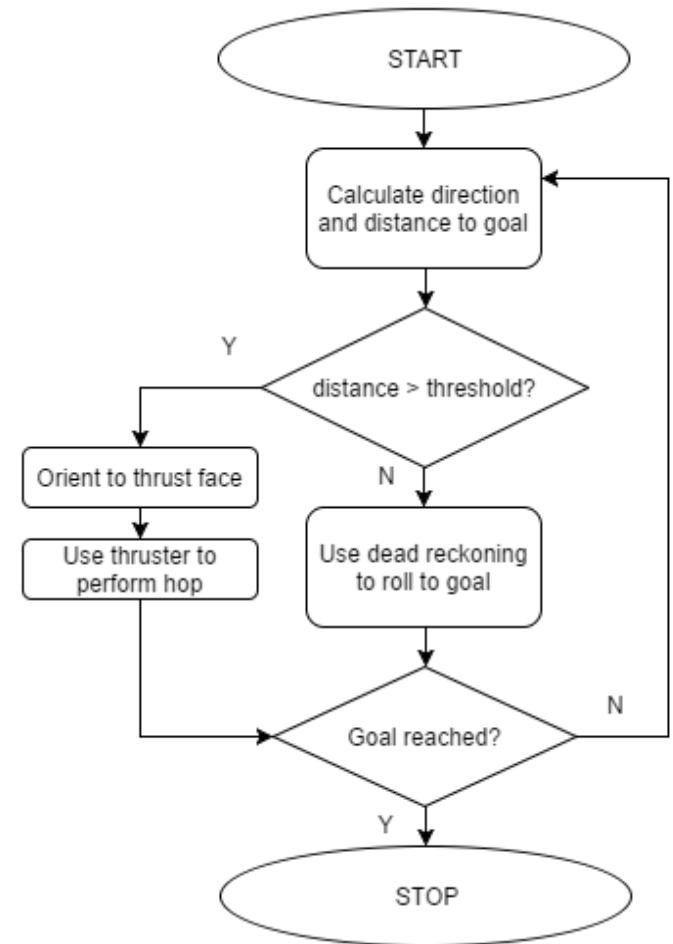 START
Calculate direction
and distance to goal
Y
distance > threshold?
N
Orient to thrust face
Use thruster to
perform hop
Use dead reckoning
to roll to goal
N
Goal reached?
Y
STOP